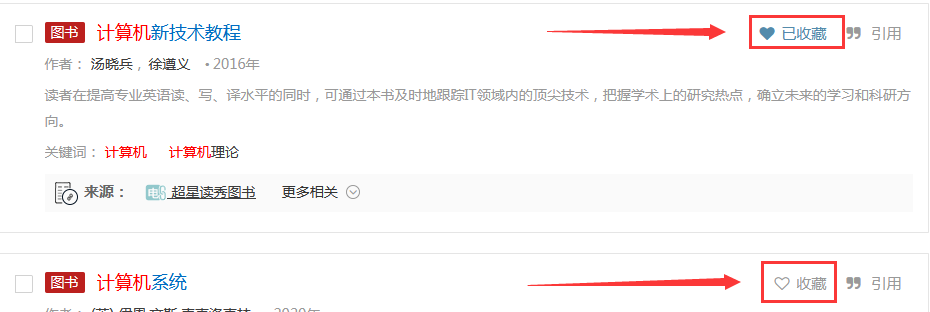 图书 计算机新技术教程 已收藏 引用
作者： 汤晓兵， 徐遵义 • 2016年
读者在提高专业英语读、写、译水平的同时，可通过本书及时地跟踪IT领域内的顶尖技术，把握学术上的研究热点，确立未来的学习和科研方
向。
关键词： 计算机 计算机理论
来源： 电 超星读秀图书 更多相关
图书 计算机系统 收藏 引用